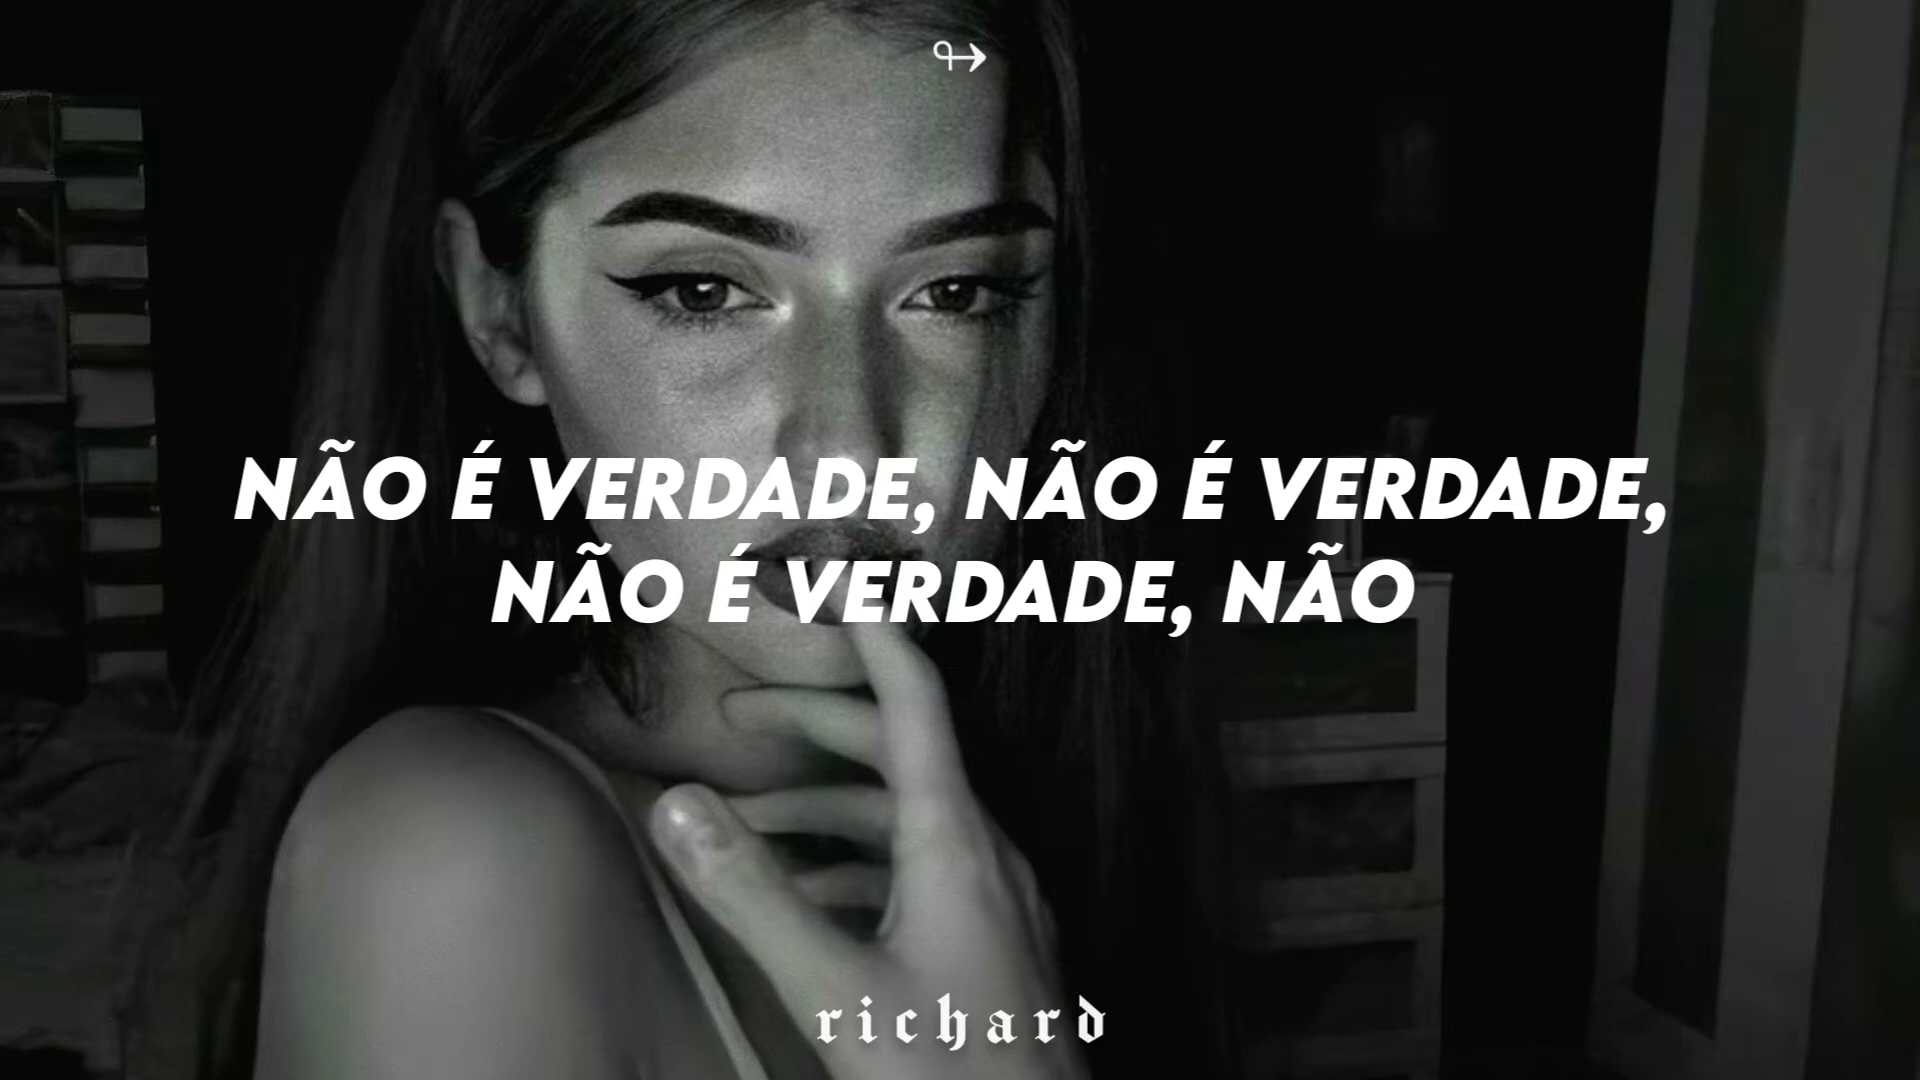 NÃO É VERDADE, NÃO É VERDADE,
NÃO É VERDADE, NÃO
richard